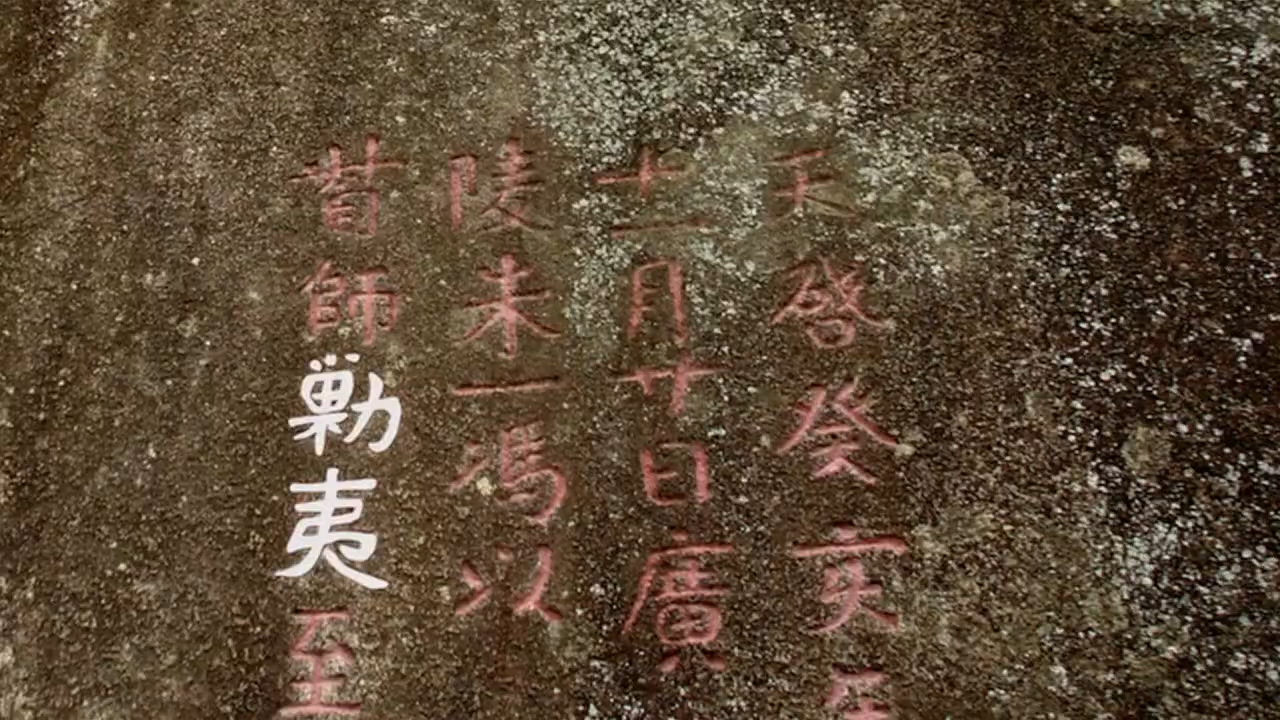 天啓癸亥
十一月廿日廣
陵朱一馮以
督師勦夷至